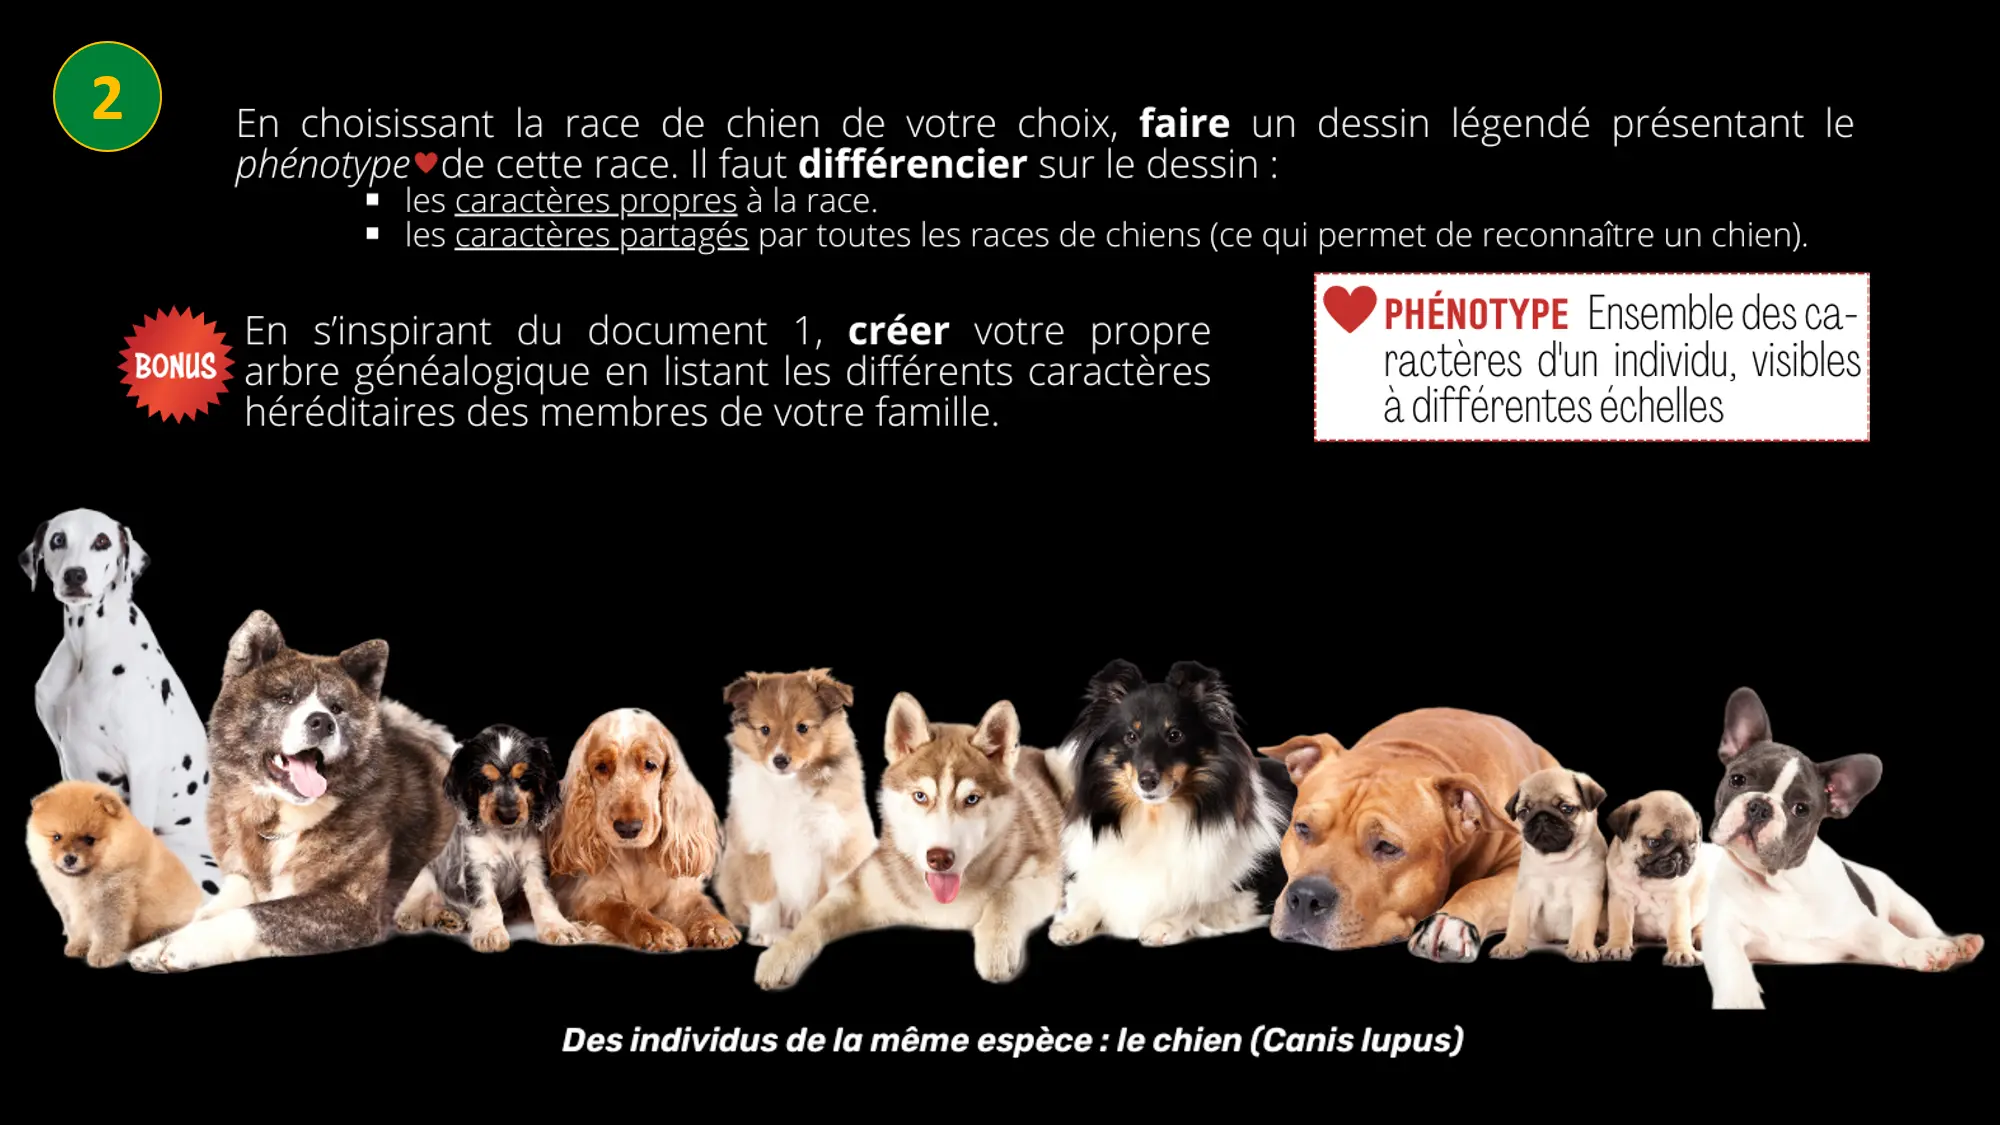 2
En choisissant la race de chien de votre choix, faire un dessin légendé présentant le
phénotype♥de cette race. Il faut différencier sur le dessin :
▪ les caractères propres à la race.
▪ les caractères partagés par toutes les races de chiens (ce qui permet de reconnaître un chien).
BONUS
En s’inspirant du document 1, créer votre propre
arbre généalogique en listant les différents caractères
héréditaires des membres de votre famille.
♥ PHÉNOTYPE Ensemble des ca-
ractères d'un individu, visibles
à différentes échelles
Des individus de la même espèce : le chien (Canis lupus)